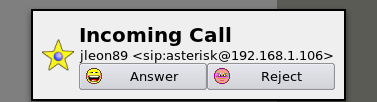 Incoming Call
jleon89 <sip:asterisk@192.168.1.106>
Answer Reject